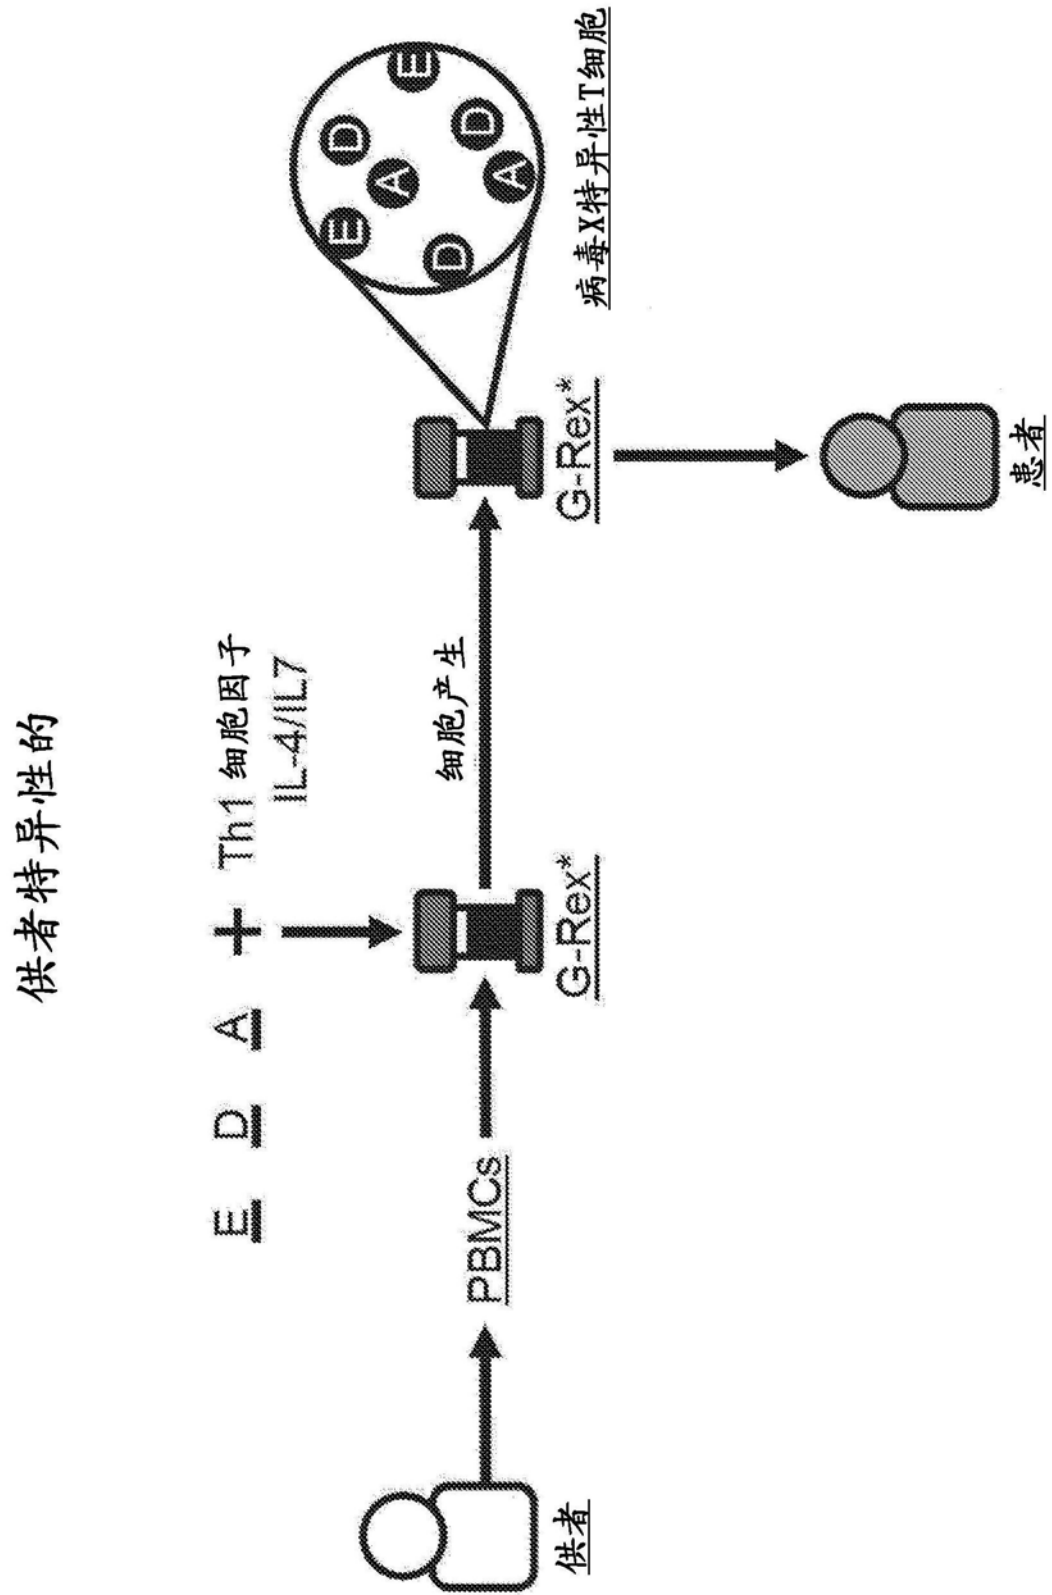 供者特异性的
E D A + Th1 细胞因子
IL-4/IL7
供者
PBMCs
G-Rex*
细胞产生
G-Rex*
E
D
A
E
D
D
A
病毒X特异性T细胞
患者